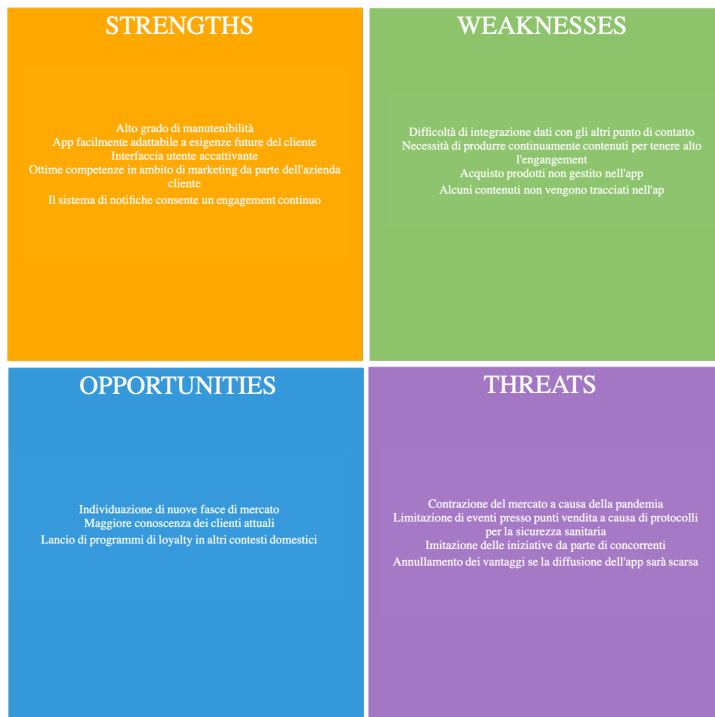 STRENGTHS
Alto grado di manutenibilità
App facilmente adattabile a esigenze future del cliente
Interfaccia utente accattivante
Ottime competenze in ambito di marketing da parte dell'azienda
cliente
Il sistema di notifiche consente un engagement continuo
WEAKNESSES
Difficoltà di integrazione dati con gli altri punto di contatto
Necessità di produrre continuamente contenuti per tenere alto
l'engangement
Acquisto prodotti non gestito nell'app
Alcuni contenuti non vengono tracciati nell'ap
OPPORTUNITIES
Individuazione di nuove fasce di mercato
Maggiore conoscenza dei clienti attuali
Lancio di programmi di loyalty in altri contesti domestici
THREATS
Contrazione del mercato a causa della pandemia
Limitazione di eventi presso punti vendita a causa di protocolli
per la sicurezza sanitaria
Imitazione delle iniziative da parte di concorrenti
Annullamento dei vantaggi se la diffusione dell'app sarà scarsa